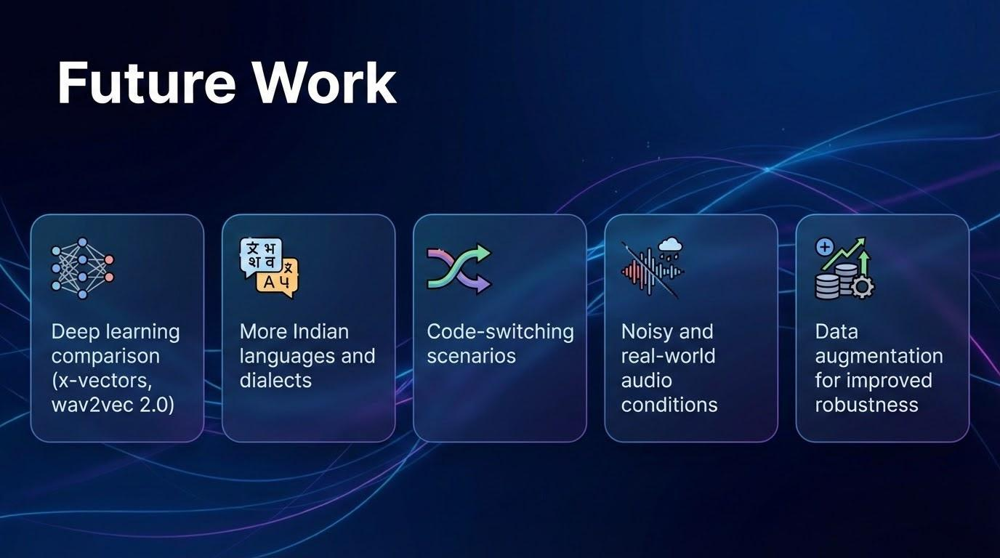 Future Work
Deep learning
comparison
(x-vectors,
wav2vec 2.0)
भ
श व
A
More Indian
languages and
dialects
Code-switching
scenarios
Noisy and
real-world
audio
conditions
Data
augmentation
for improved
robustness